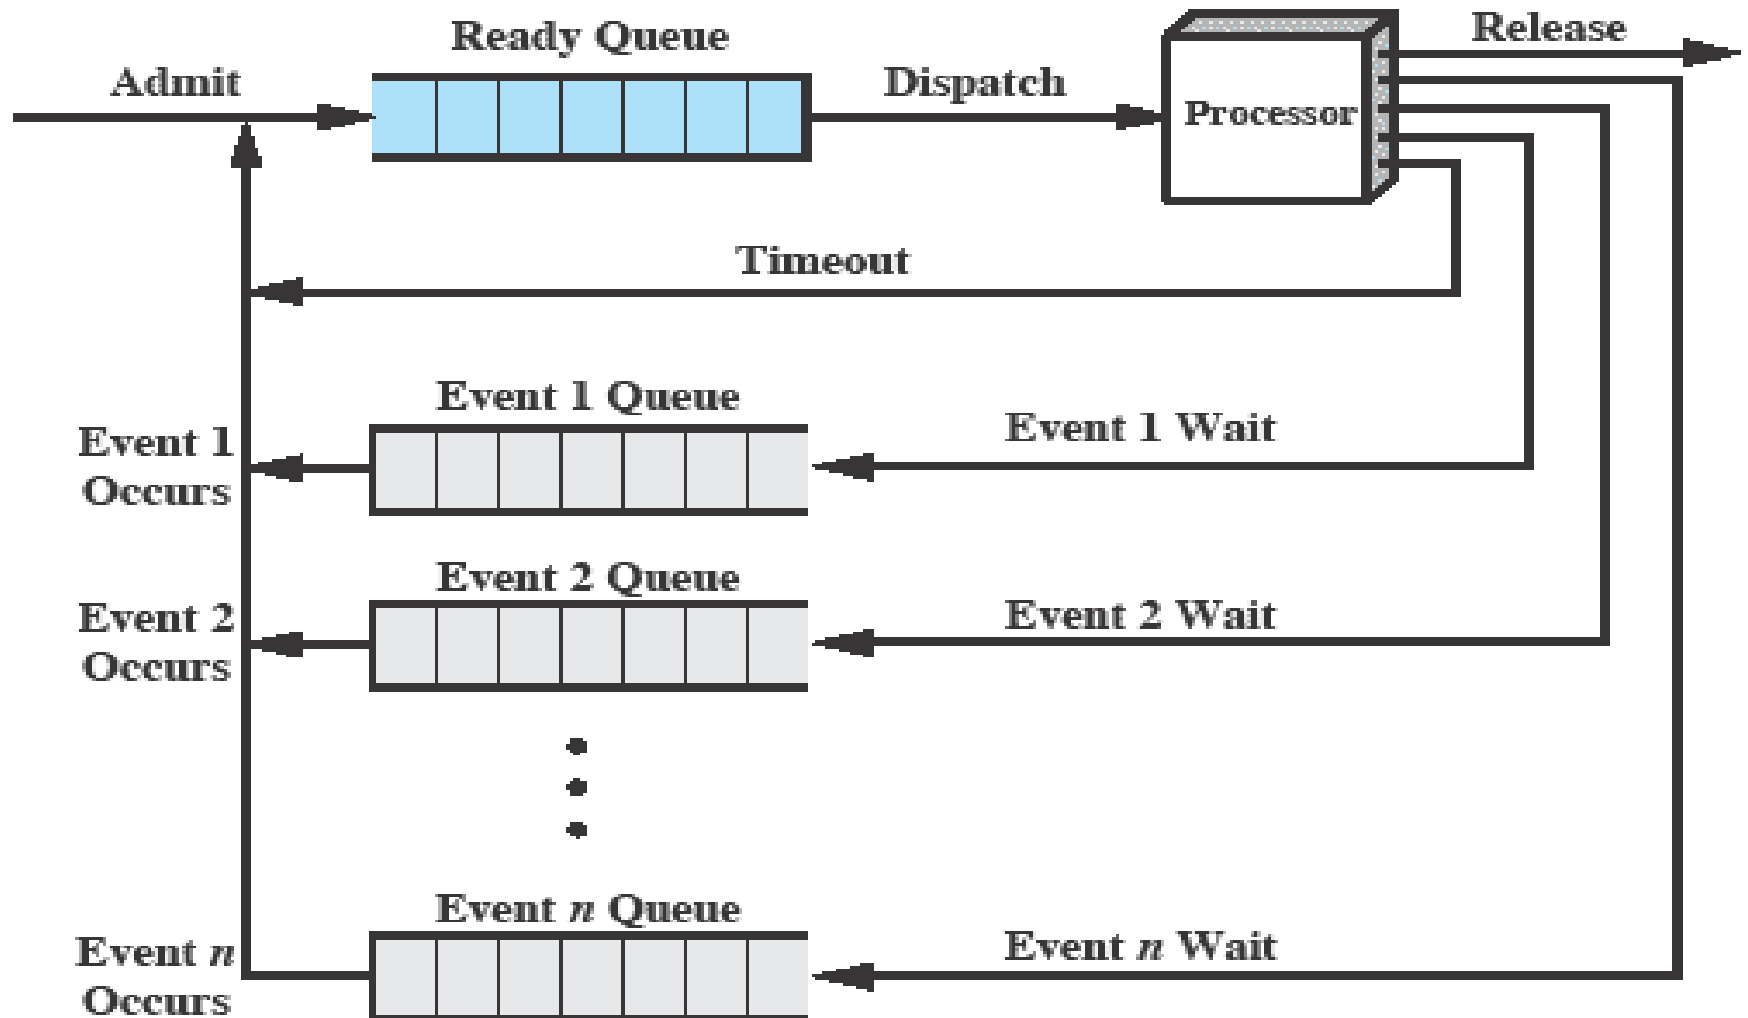 Ready Queue
Release
Admit
Dispatch
Processor
Timeout
Event 1 Queue
Event 1 Wait
Event 1
Occurs
Event 2 Queue
Event 2 Wait
Event 2
Occurs
Event n Queue
Event n Wait
Event n
Occurs